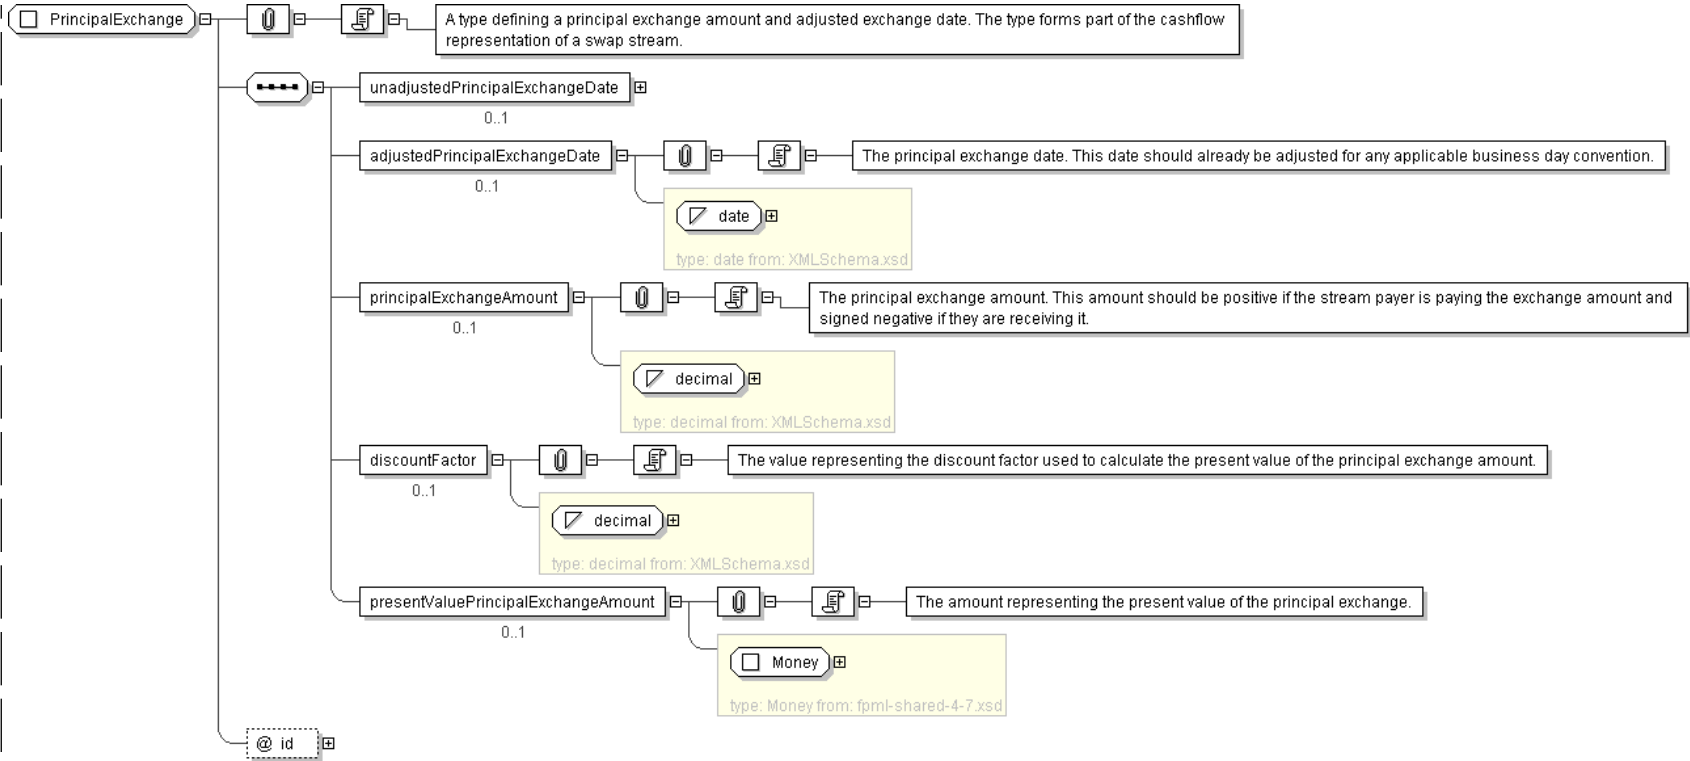 PrincipalExchange
A type defining a principal exchange amount and adjusted exchange date. The type forms part of the cashflow
representation of a swap stream.
unadjustedPrincipalExchangeDate
0..1
adjustedPrincipalExchangeDate
The principal exchange date. This date should already be adjusted for any applicable business day convention.
0..1
date
type: date from: XMLSchema.xsd
principalExchangeAmount
The principal exchange amount. This amount should be positive if the stream payer is paying the exchange amount and
signed negative if they are receiving it.
0..1
decimal
type: decimal from: XMLSchema.xsd
discountFactor
The value representing the discount factor used to calculate the present value of the principal exchange amount.
0..1
decimal
type: decimal from: XMLSchema.xsd
presentValuePrincipalExchangeAmount
The amount representing the present value of the principal exchange.
0..1
Money
type: Money from: fpml-shared-4-7.xsd
@ id